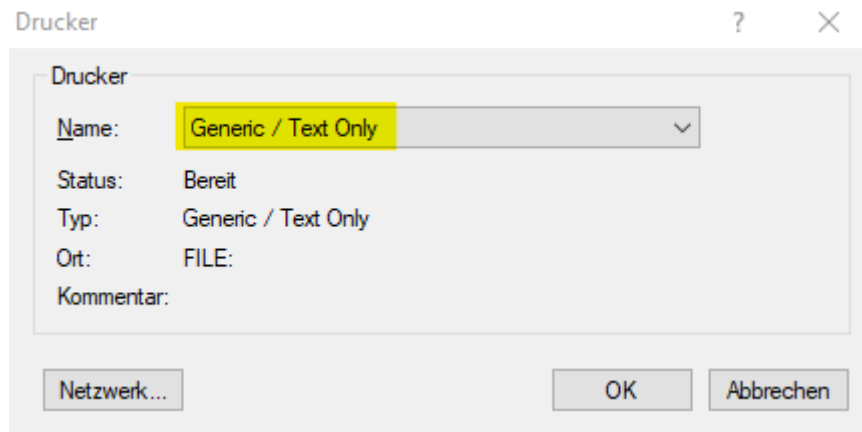 Drucker
Drucker
Name: Generic / Text Only
Status: Bereit
Typ: Generic / Text Only
Ort: FILE:
Kommentar:
Netzwerk... OK Abbrechen